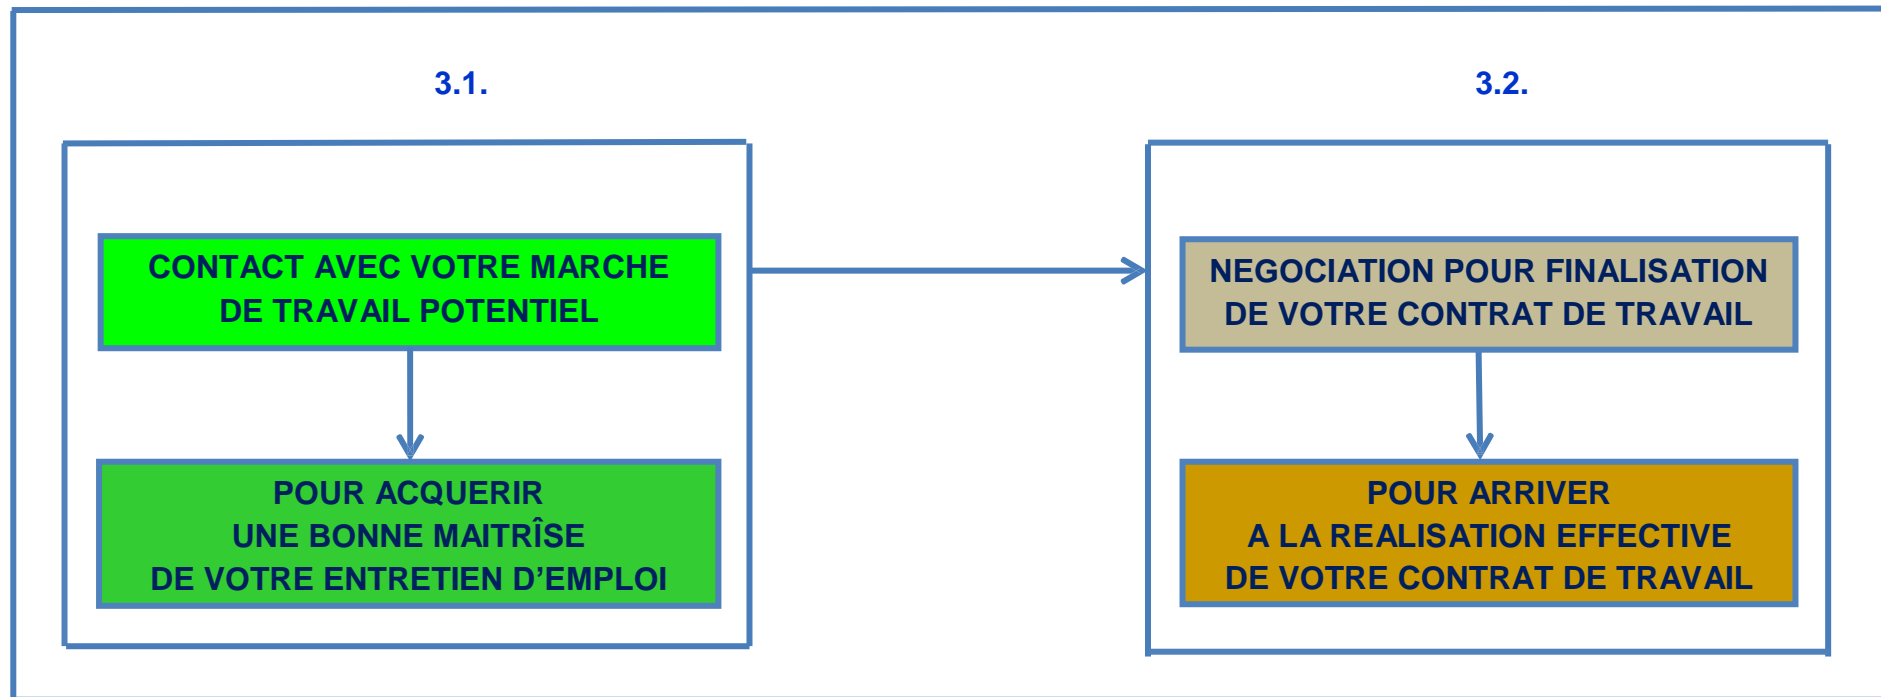 3.1.
CONTACT AVEC VOTRE MARCHE
DE TRAVAIL POTENTIEL
POUR ACQUERIR
UNE BONNE MAITRÎSE
DE VOTRE ENTRETIEN D’EMPLOI
3.2.
NEGOCIATION POUR FINALISATION
DE VOTRE CONTRAT DE TRAVAIL
POUR ARRIVER
A LA REALISATION EFFECTIVE
DE VOTRE CONTRAT DE TRAVAIL